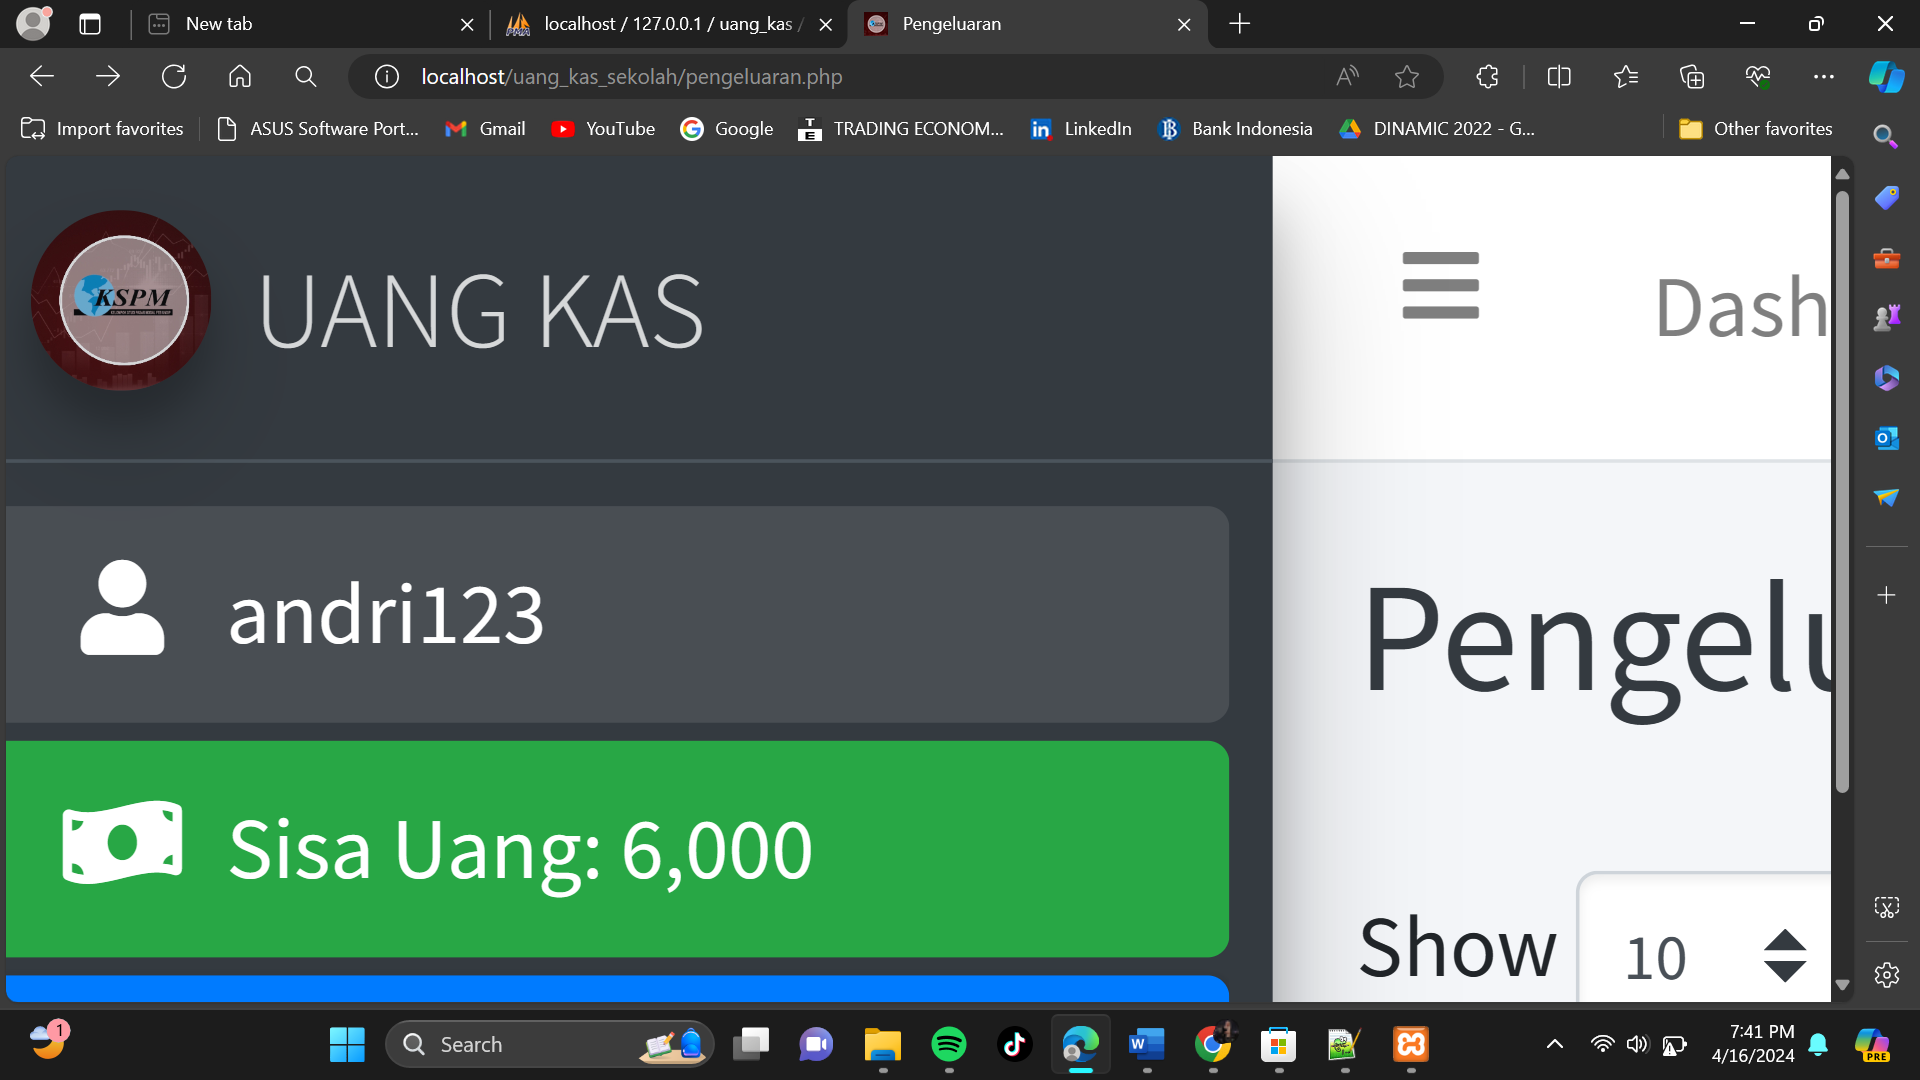 New tab
localhost / 127.0.0.1 / uang_kas /
Pengeluaran
localhost/uang_kas_sekolah/pengeluaran.php
Import favorites
ASUS Software Port...
Gmail
YouTube
Google
TRADING ECONOM...
LinkedIn
Bank Indonesia
DINAMIC 2022 - G...
Other favorites
KSPM
UANG KAS
Dash
andri123
Pengelu
Sisa Uang: 6,000
Show
10
1
Search
7:41 PM
4/16/2024
PRE